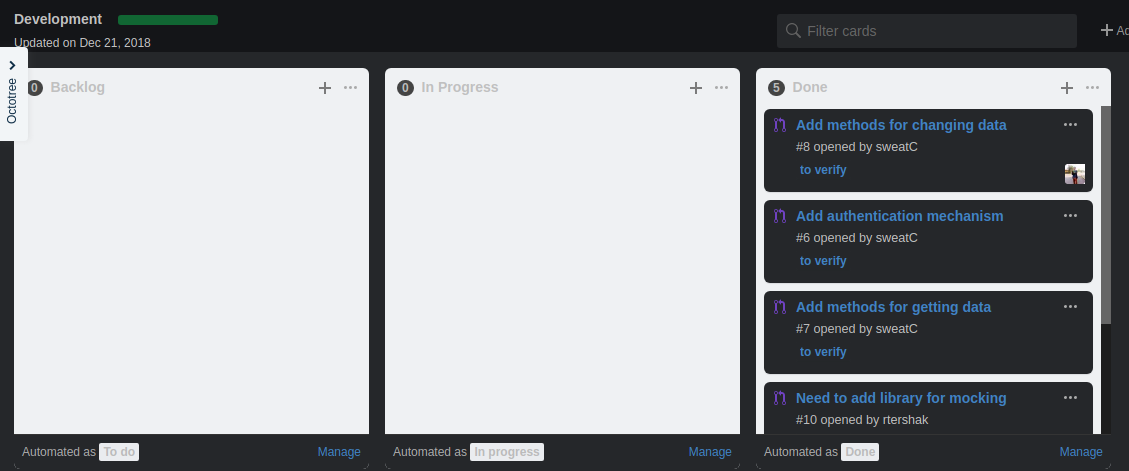 Development
Updated on Dec 21, 2018
Filter cards
Octotree
0 Backlog
0 In Progress
5 Done
Add methods for changing data
#8 opened by sweatC
to verify
Add authentication mechanism
#6 opened by sweatC
to verify
Add methods for getting data
#7 opened by sweatC
to verify
Need to add library for mocking
#10 opened by rtershak
Automated as To do Manage
Automated as In progress Manage
Automated as Done Manage